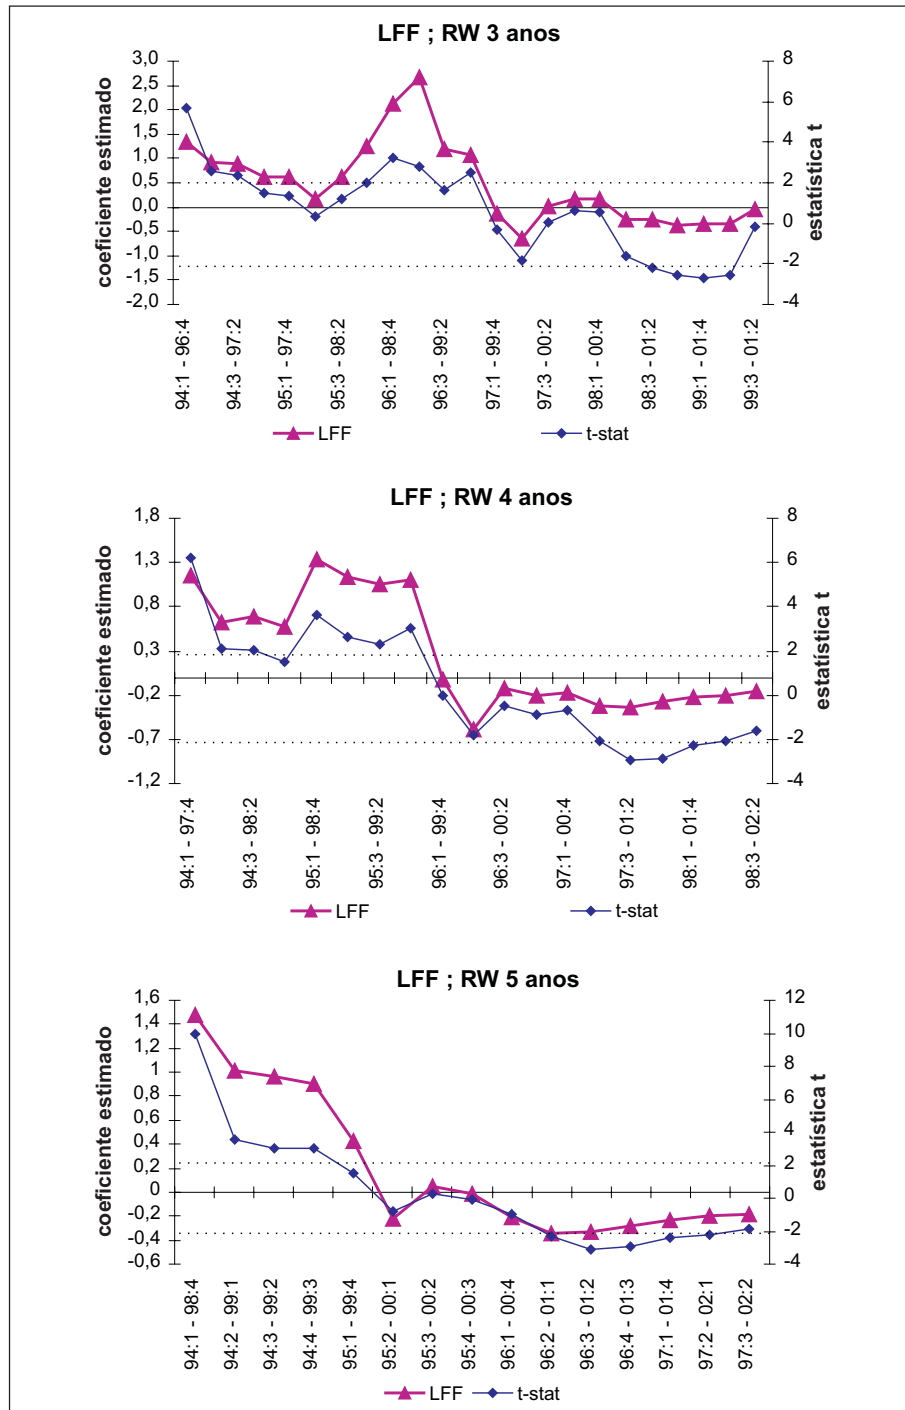 LFF ; RW 3 anos
coeficiente estimado
3,0
2,5
2,0
1,5
1,0
0,5
0,0
-0,5
-1,0
-1,5
-2,0
8
6
4
2
0
-2
-4
estatística t
94:1 - 96:4
94:3 - 97:2
95:1 - 97:4
95:3 - 98:2
96:1 - 98:4
96:3 - 99:2
97:1 - 99:4
97:3 - 00:2
98:1 - 00:4
98:3 - 01:2
99:1 - 01:4
99:3 - 01:2
LFF t-stat
LFF ; RW 4 anos
coeficiente estimado
1,8
1,3
0,8
0,3
-0,2
-0,7
-1,2
8
6
4
2
0
-2
-4
estatística t
94:1 - 97:4
94:3 - 98:2
95:1 - 98:4
95:3 - 99:2
96:1 - 99:4
96:3 - 00:2
97:1 - 00:4
97:3 - 01:2
98:1 - 01:4
98:3 - 02:2
LFF t-stat
LFF ; RW 5 anos
coeficiente estimado
1,6
1,4
1,2
1
0,8
0,6
0,4
0,2
0
-0,2
-0,4
-0,6
12
10
8
6
4
2
0
-2
-4
estatística t
94:1 - 98:4
94:2 - 99:1
94:3 - 99:2
94:4 - 99:3
95:1 - 99:4
95:2 - 00:1
95:3 - 00:2
95:4 - 00:3
96:1 - 00:4
96:2 - 01:1
96:3 - 01:2
96:4 - 01:3
97:1 - 01:4
97:2 - 02:1
97:3 - 02:2
LFF t-stat